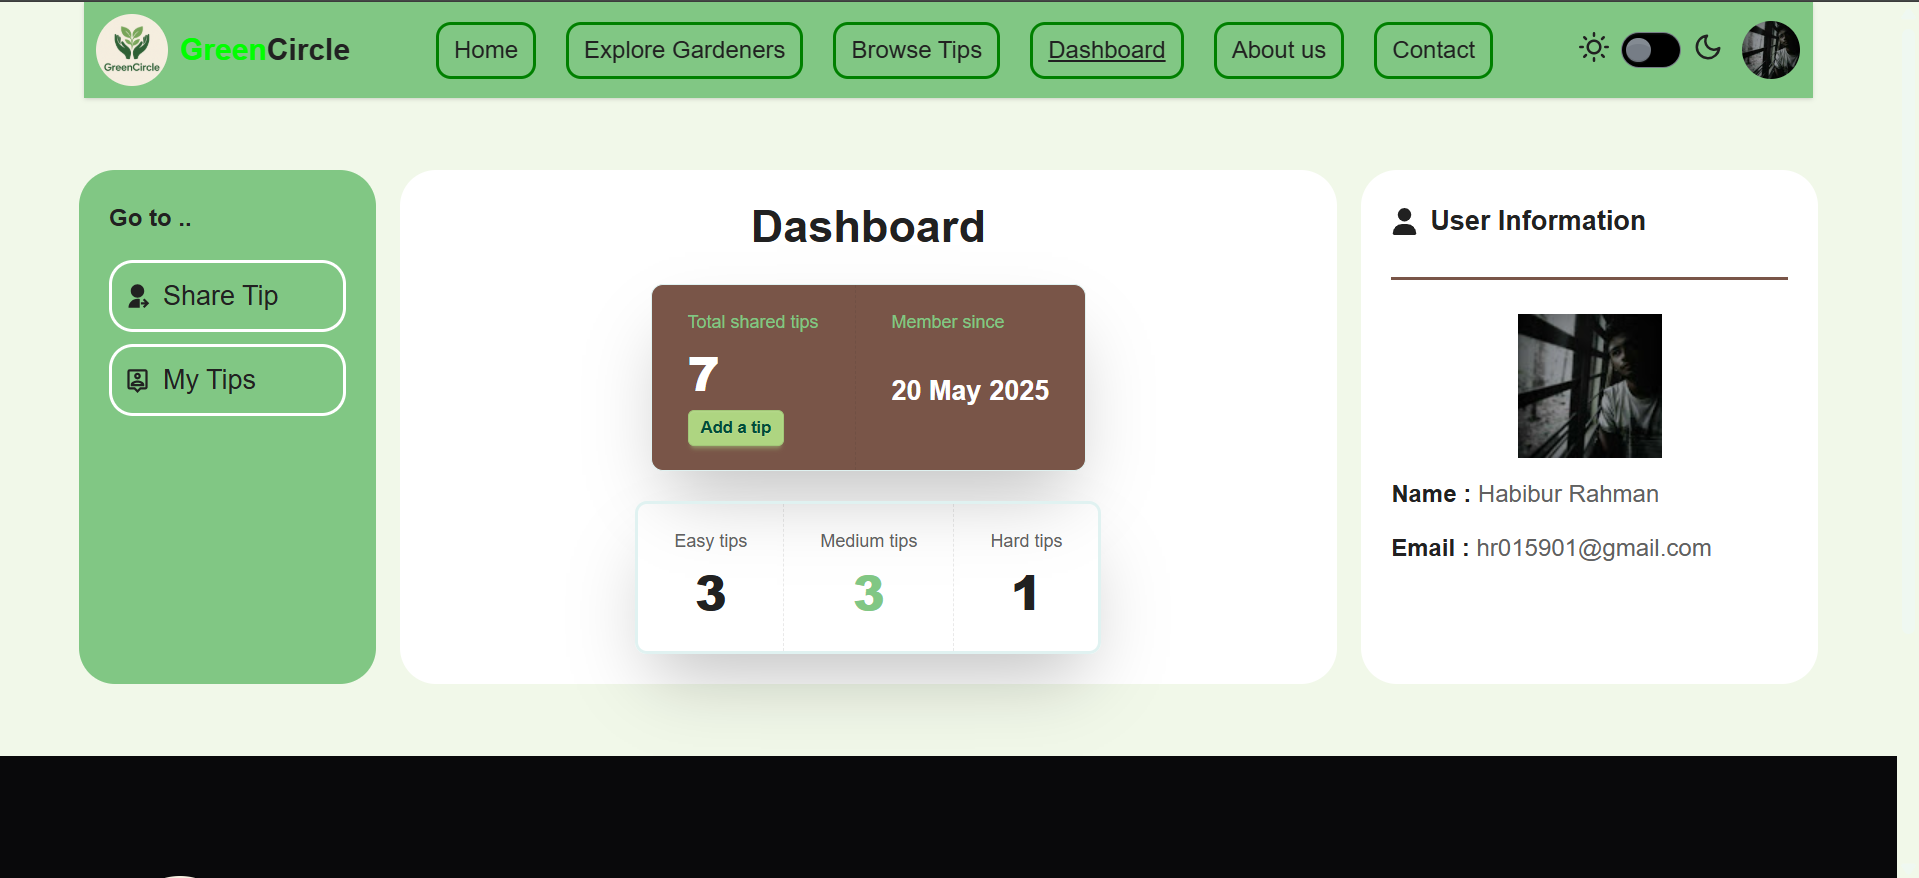 GreenCircle
GreenCircle
Home
Explore Gardeners
Browse Tips
Dashboard
About us
Contact
Go to ..
Share Tip
My Tips
Dashboard
Total shared tips
7
Add a tip
Member since
20 May 2025
Easy tips
3
Medium tips
3
Hard tips
1
User Information
Name : Habibur Rahman
Email : hr015901@gmail.com